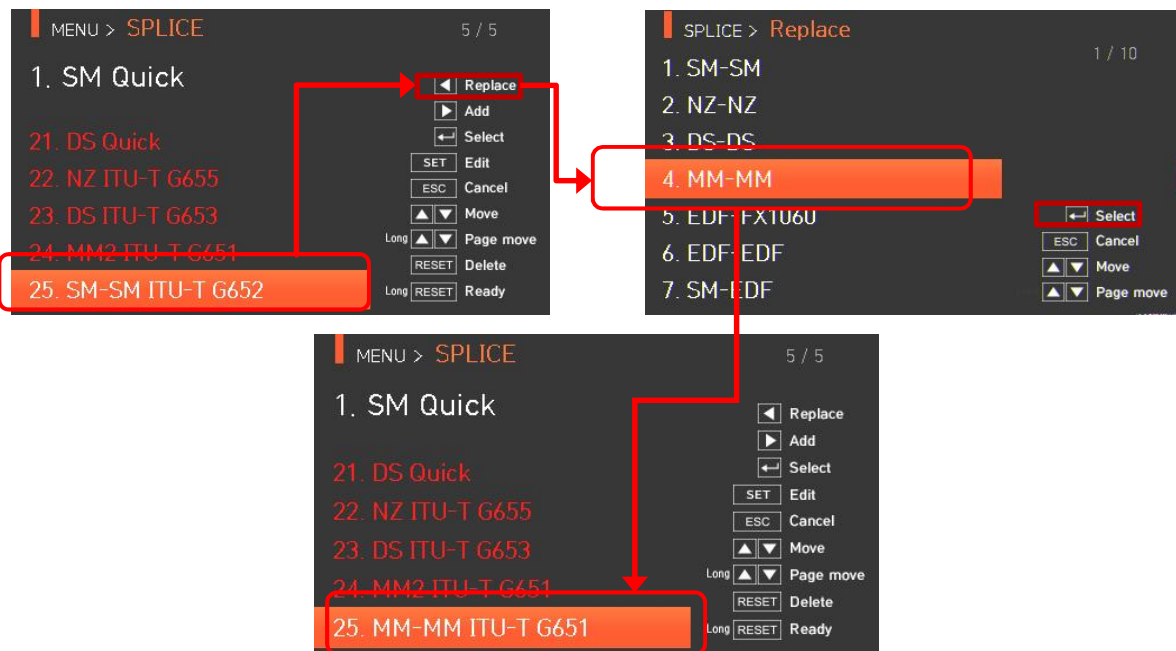 MENU > SPLICE
5 / 5
1. SM Quick
21. DS Quick
22. NZ ITU-T G655
23. DS ITU-T G653
24. MM2 ITU-T G651
25. SM-SM ITU-T G652
Replace
Add
Select
SET Edit
ESC Cancel
Move
Long Page move
RESET Delete
Long RESET Ready
SPLICE > Replace
1 / 10
1. SM-SM
2. NZ-NZ
3. DS-DS
4. MM-MM
5. EDF-FX1060
6. EDF-EDF
7. SM-EDF
Select
ESC Cancel
Move
Page move
MENU > SPLICE
5 / 5
1. SM Quick
21. DS Quick
22. NZ ITU-T G655
23. DS ITU-T G653
24. MM2 ITU-T G651
25. MM-MM ITU-T G651
Replace
Add
Select
SET Edit
ESC Cancel
Move
Long Page move
RESET Delete
Long RESET Ready